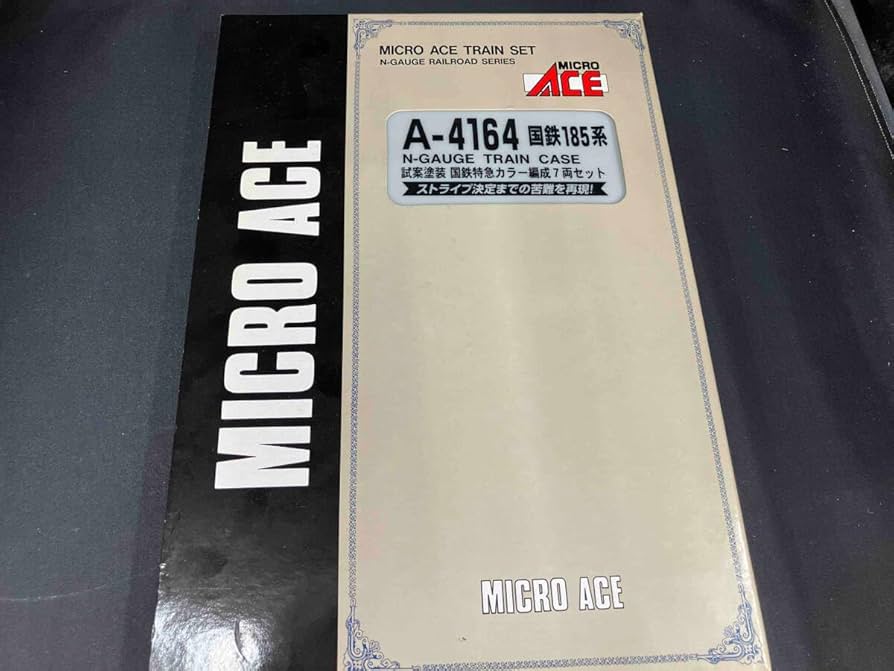 MICRO ACE
MICRO ACE TRAIN SET
N-GAUGE RAILROAD SERIES
MICRO
ACE
A-4164 国鉄185系
N-GAUGE TRAIN CASE
試案塗装 国鉄特急カラー編成7両セット
ストライプ決定までの苦難を再現!
MICRO ACE